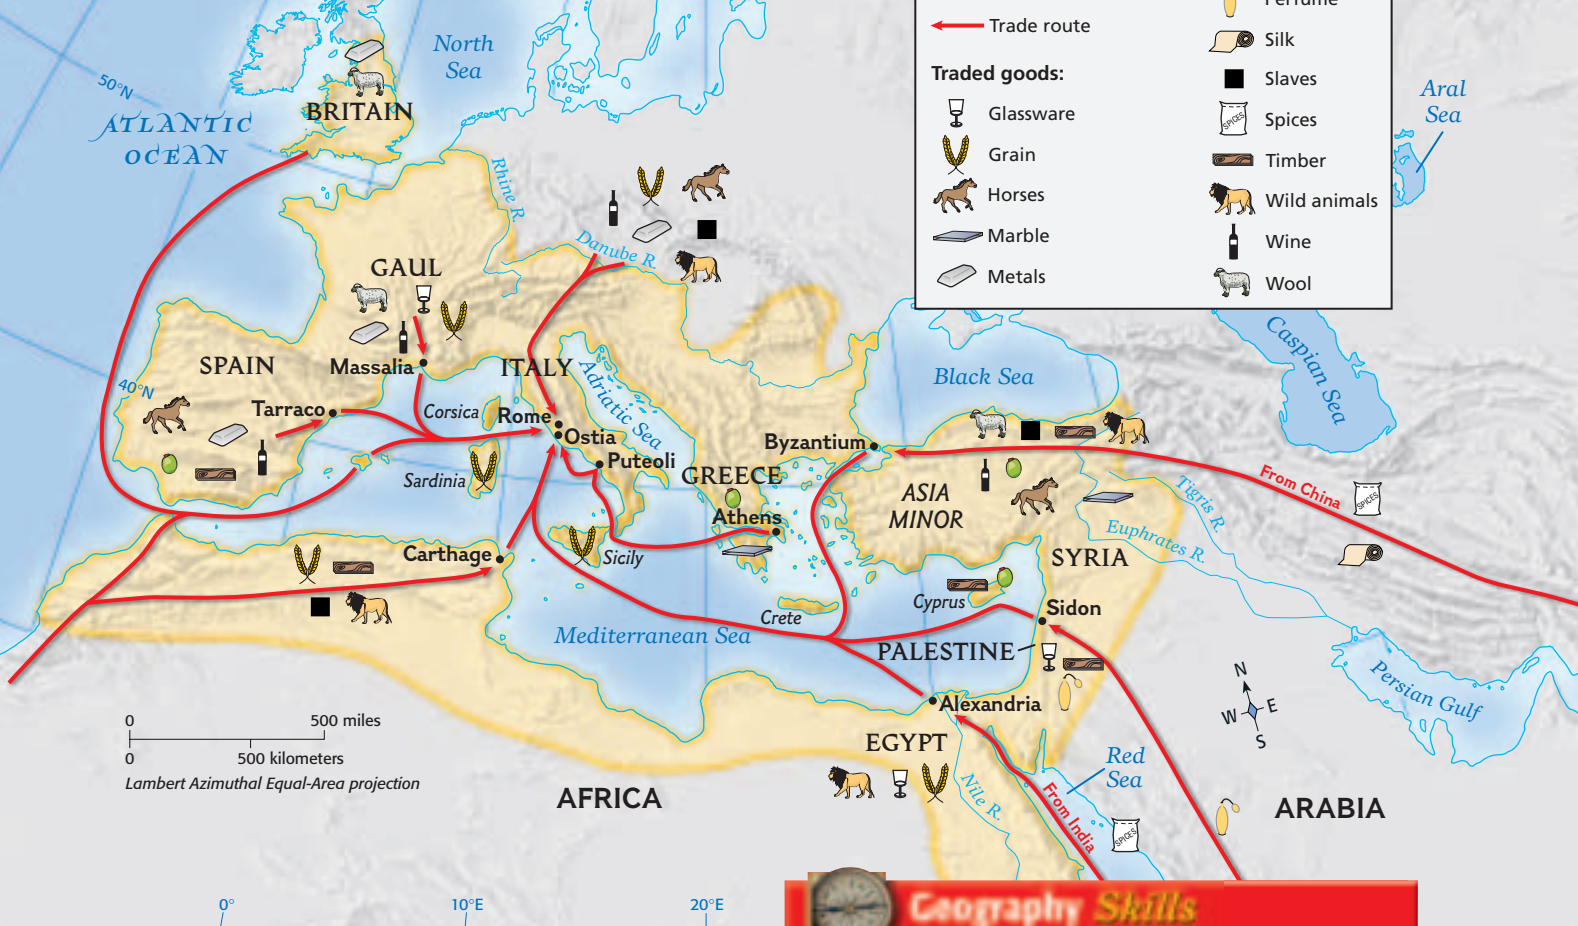 Perfume
Trade route
Silk
Traded goods:
Slaves
Glassware
SPICES
Spices
Grain
Timber
Horses
Wild animals
Marble
Wine
Metals
Wool
North
Sea
50°N
BRITAIN
ATLANTIC
OCEAN
Aral
Sea
Rhine R.
Danube R.
GAUL
SPAIN
Massalia
ITALY
Adriatic Sea
Black Sea
Caspian Sea
40°N
Tarraco
Corsica
Rome
Ostia
Puteoli
Byzantium
Sardinia
GREECE
Athens
ASIA
MINOR
From China
SPICES
Tigris R.
Euphrates R.
Carthage
Sicily
SYRIA
Cyprus
Crete
Sidon
Mediterranean Sea
PALESTINE
Alexandria
Persian Gulf
N
W
E
S
0
500 miles
0
500 kilometers
Lambert Azimuthal Equal-Area projection
EGYPT
Red
Sea
Nile R.
From India
SPICES
AFRICA
ARABIA
0°
10°E
20°E
Geography Skills